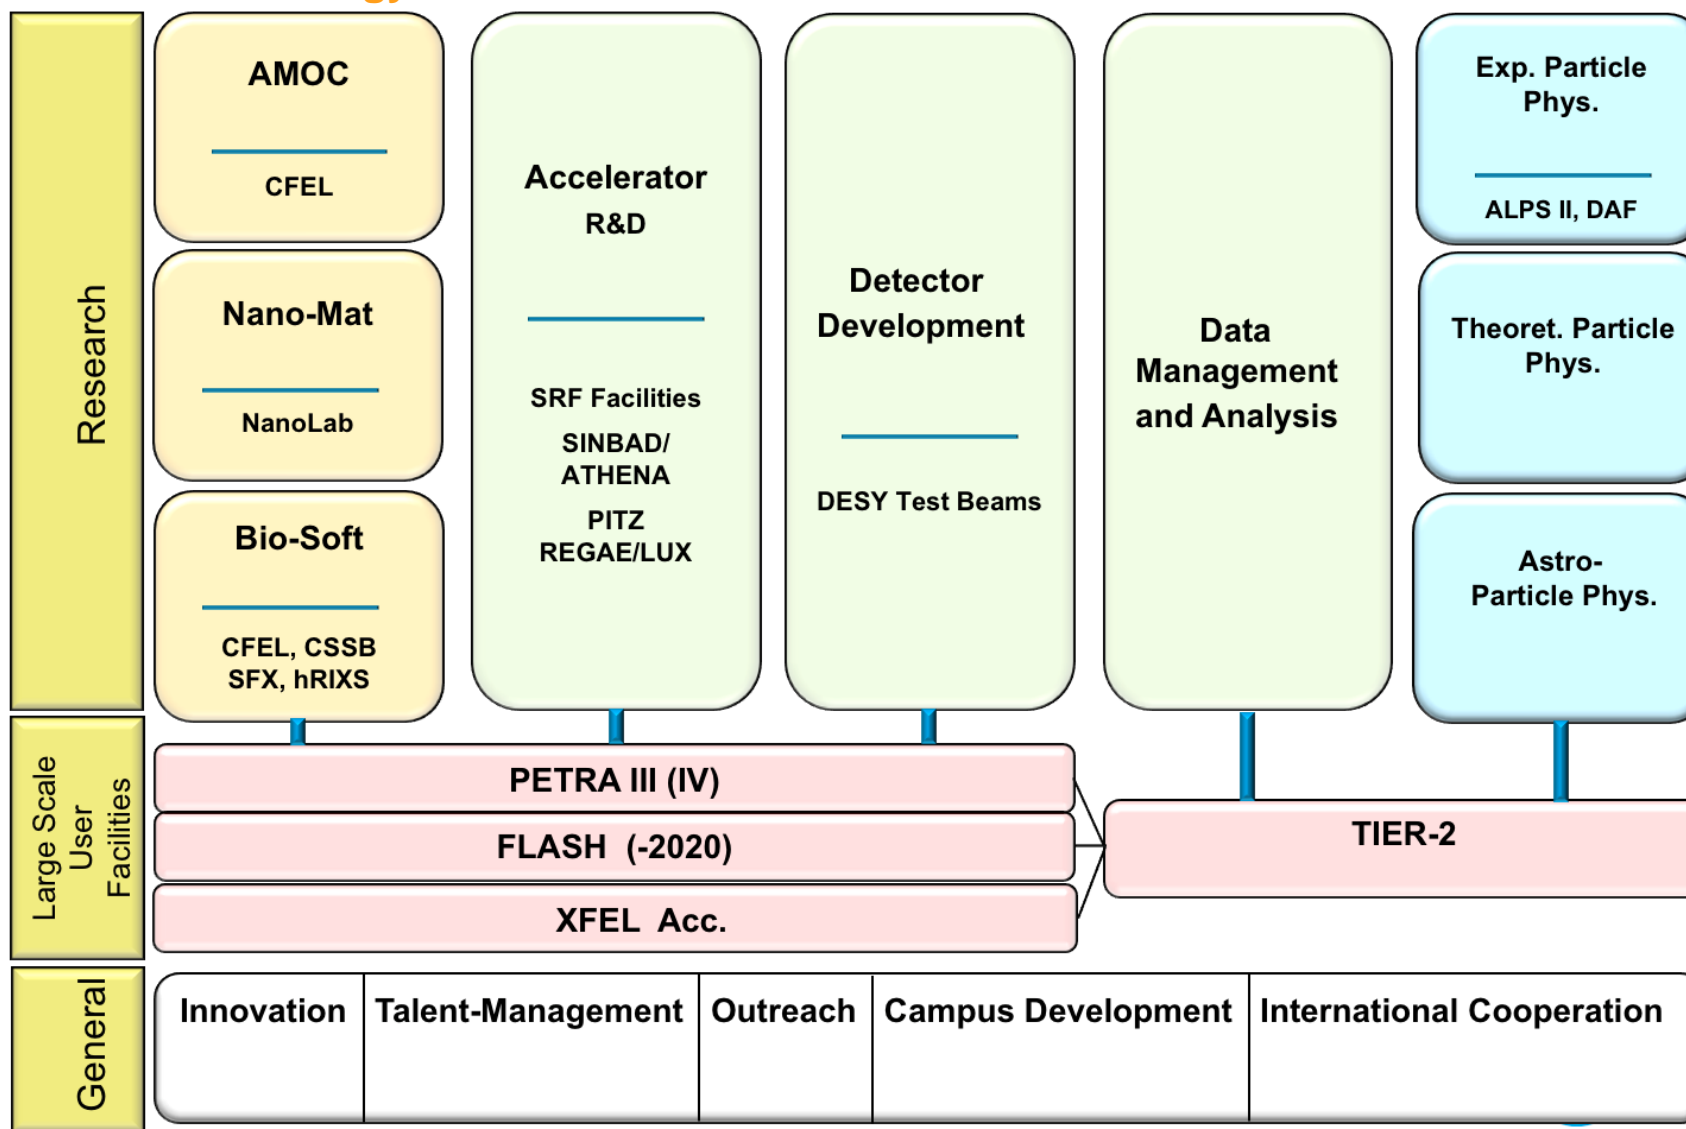 gy
Research
AMOC
CFEL
Nano-Mat
NanoLab
Bio-Soft
CFEL, CSSB
SFX, hRIXS
Accelerator
R&D
SRF Facilities
SINBAD/
ATHENA
PITZ
REGAE/LUX
Detector
Development
DESY Test Beams
Data
Management
and Analysis
Exp. Particle
Phys.
ALPS II, DAF
Theoret. Particle
Phys.
Astro-
Particle Phys.
Large Scale
User
Facilities
PETRA III (IV)
FLASH (-2020)
XFEL Acc.
TIER-2
General
Innovation
Talent-Management
Outreach
Campus Development
International Cooperation